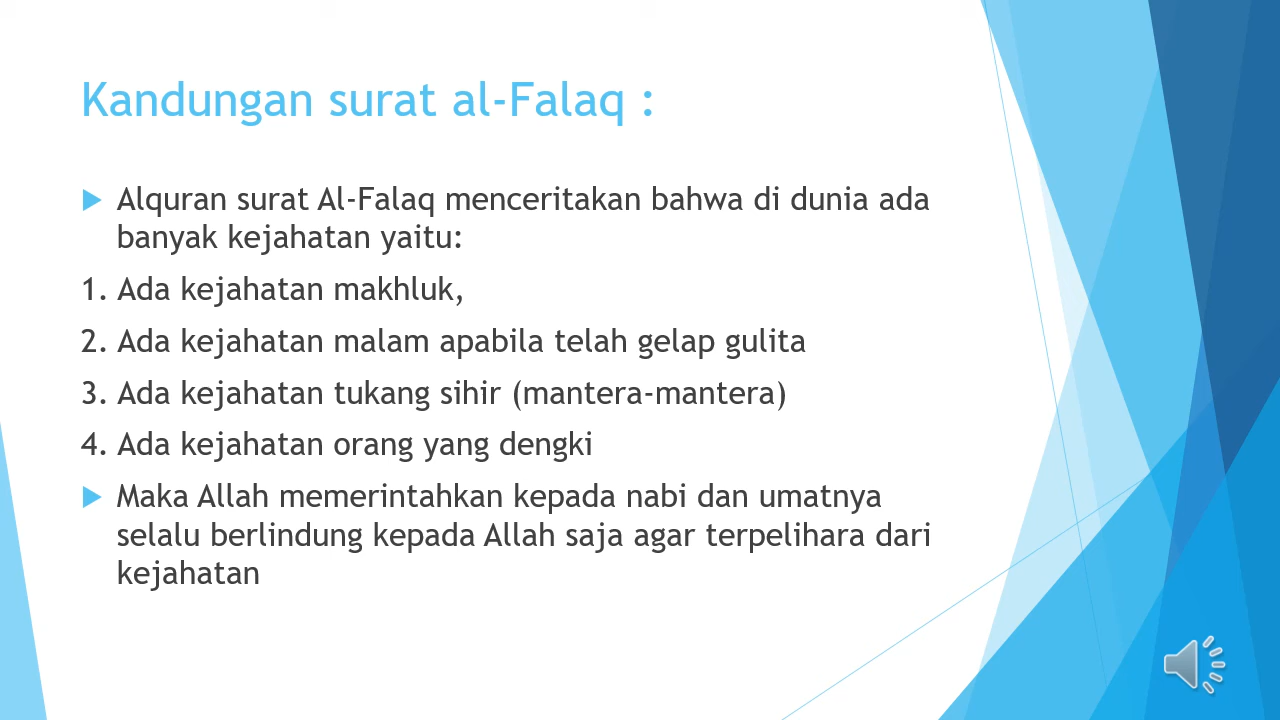 Kandungan surat al-Falaq :
Alquran surat Al-Falaq menceritakan bahwa di dunia ada
banyak kejahatan yaitu:
1. Ada kejahatan makhluk,
2. Ada kejahatan malam apabila telah gelap gulita
3. Ada kejahatan tukang sihir (mantera-mantera)
4. Ada kejahatan orang yang dengki
Maka Allah memerintahkan kepada nabi dan umatnya
selalu berlindung kepada Allah saja agar terpelihara dari
kejahatan